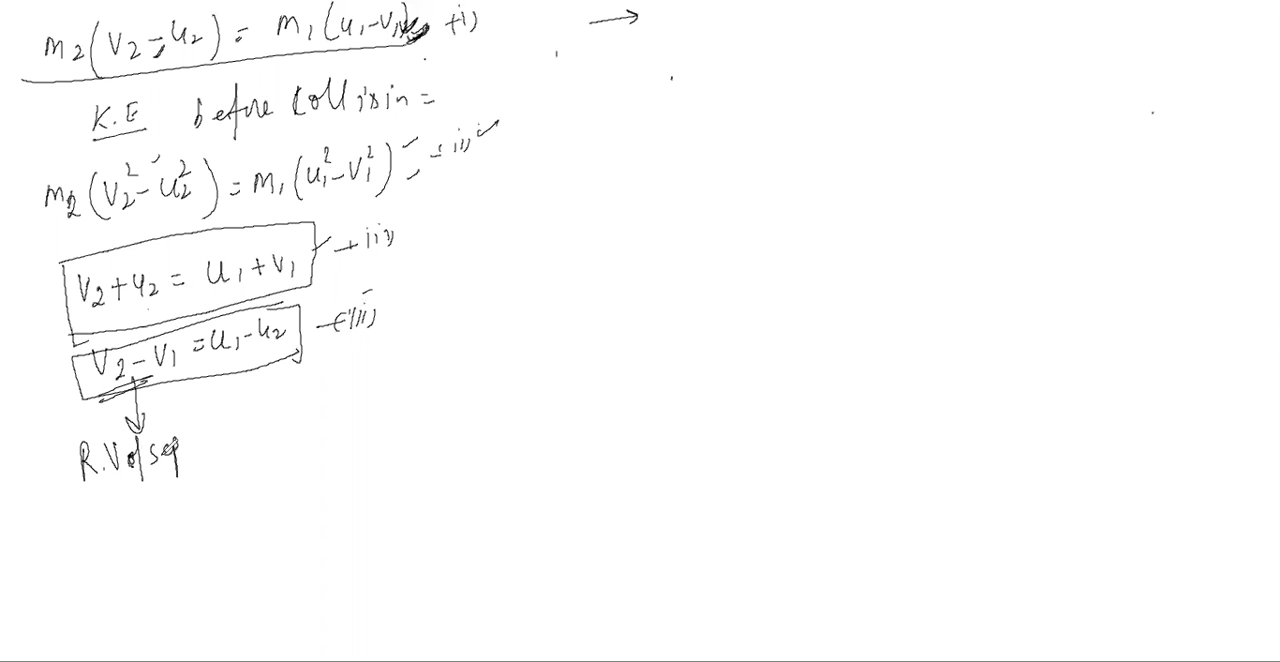 m₂(v₂-u₂) = m₁(u₁-v₁) →i)
K.E before collision =
m₂(v₂²-u₂²) = m₁(u₁²-v₁²) -ii)
v₂+u₂ = u₁+v₁ →iii)
v₂-v₁ = u₁-u₂ -(iii)
R.V of sep